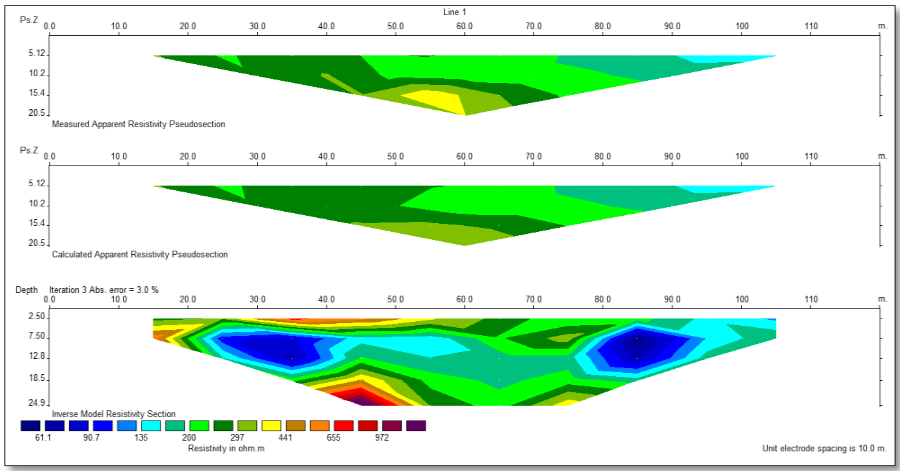 Line 1
Ps.Z 0.0 10.0 20.0 30.0 40.0 50.0 60.0 70.0 80.0 90.0 100 110 m.
5.12
10.2
15.4
20.5
Measured Apparent Resistivity Pseudosection
Ps.Z 0.0 10.0 20.0 30.0 40.0 50.0 60.0 70.0 80.0 90.0 100 110 m.
5.12
10.2
15.4
20.5
Calculated Apparent Resistivity Pseudosection
Depth Iteration 3 Abs. error = 3.0 %
0.0 10.0 20.0 30.0 40.0 50.0 60.0 70.0 80.0 90.0 100 110 m.
2.50
7.50
12.8
18.5
24.9
Inverse Model Resistivity Section
61.1 90.7 135 200 297 441 655 972
Resistivity in ohm.m
Unit electrode spacing is 10.0 m.